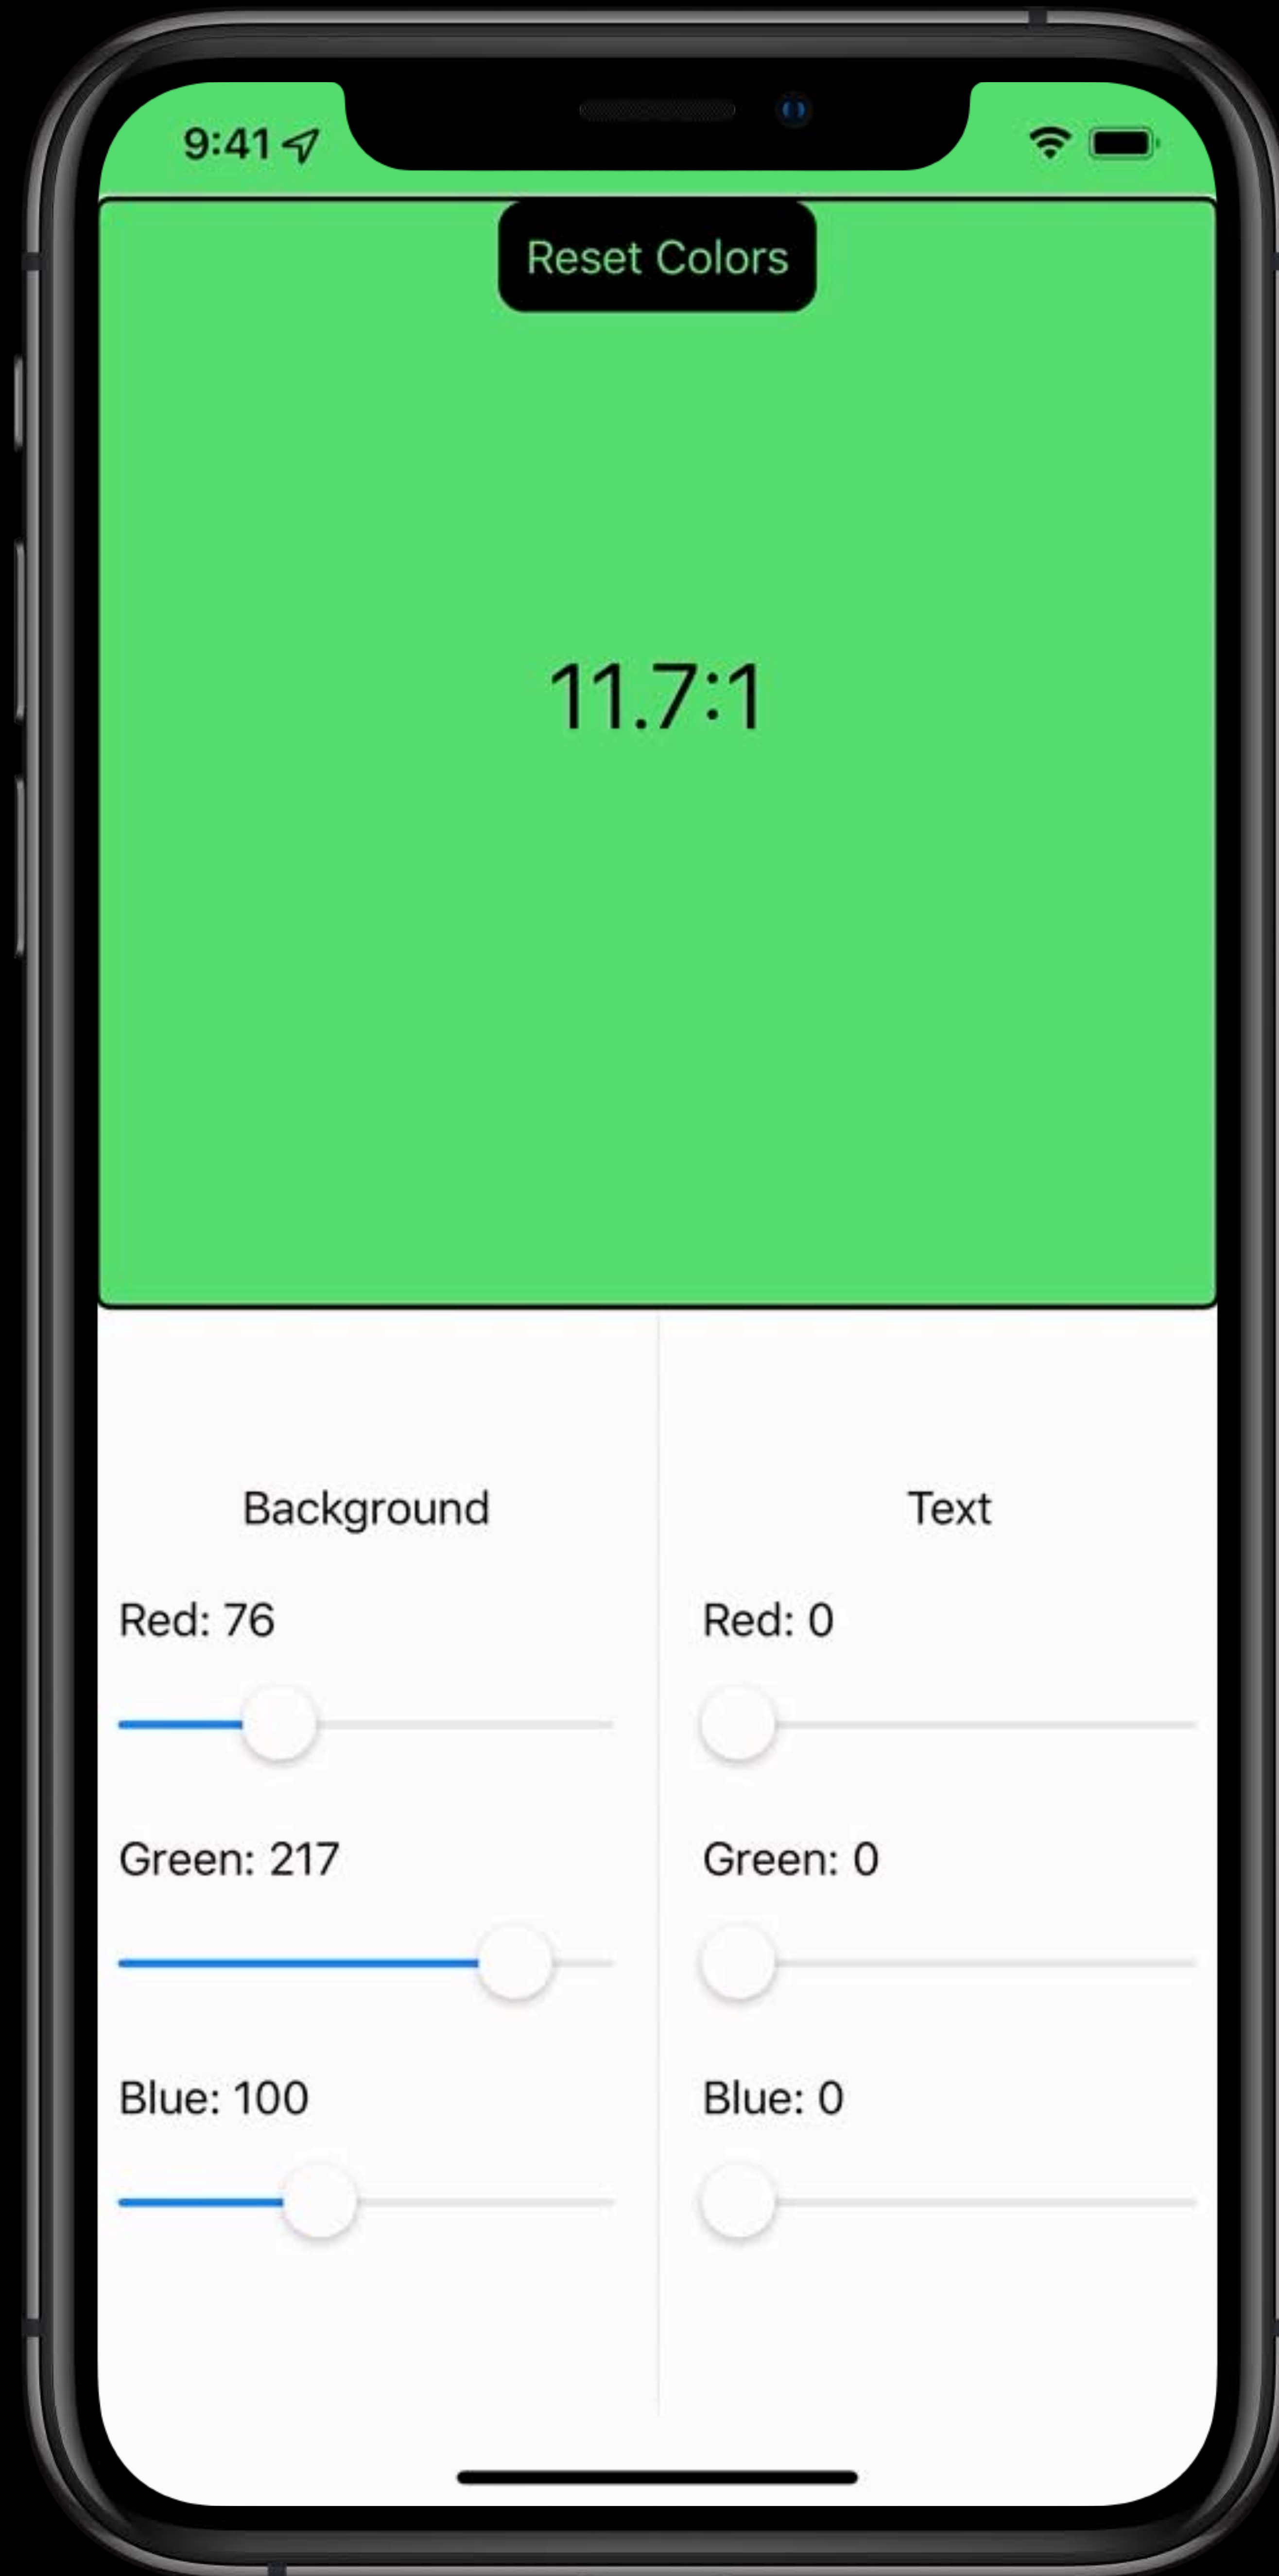 9:41
Reset Colors
11.7:1
Background
Red: 76
Green: 217
Blue: 100
Text
Red: 0
Green: 0
Blue: 0